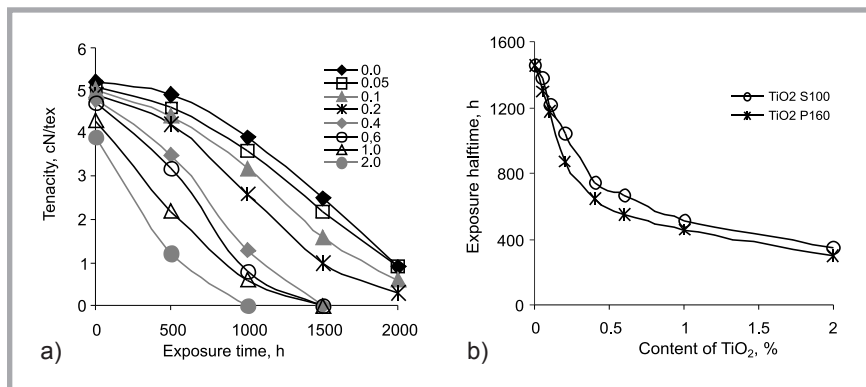 6
5
4
3
2
1
0
Tenacity, cN/tex
0 500 1000 1500 2000
Exposure time, h
a)
0.0
0.05
0.1
0.2
0.4
0.6
1.0
2.0
1600
1200
800
400
0
Exposure halftime, h
0 0.5 1.0 1.5 2
Content of TiO₂, %
b)
TiO2 S100
TiO2 P160